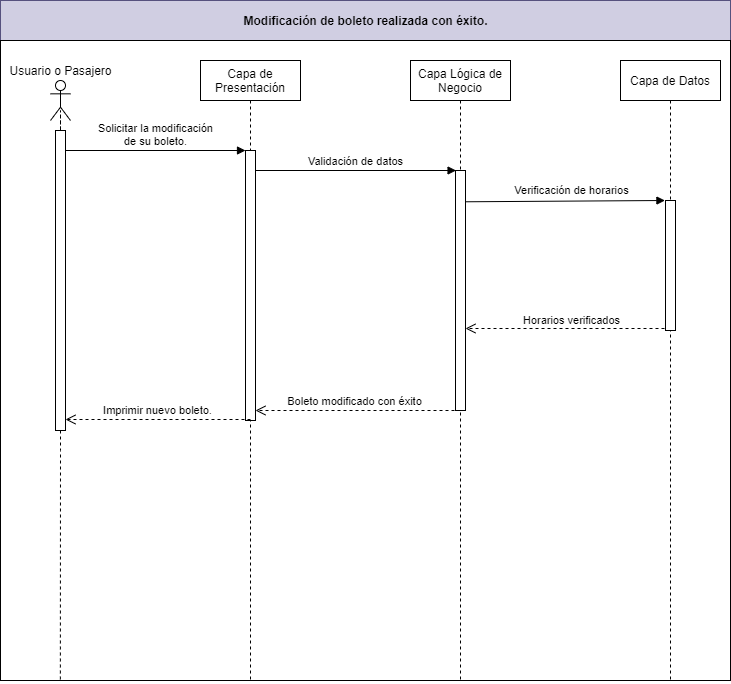 Modificación de boleto realizada con éxito.
Usuario o Pasajero
Capa de
Presentación
Capa Lógica de
Negocio
Capa de Datos
Solicitar la modificación
de su boleto.
Validación de datos
Verificación de horarios
Horarios verificados
Boleto modificado con éxito
Imprimir nuevo boleto.